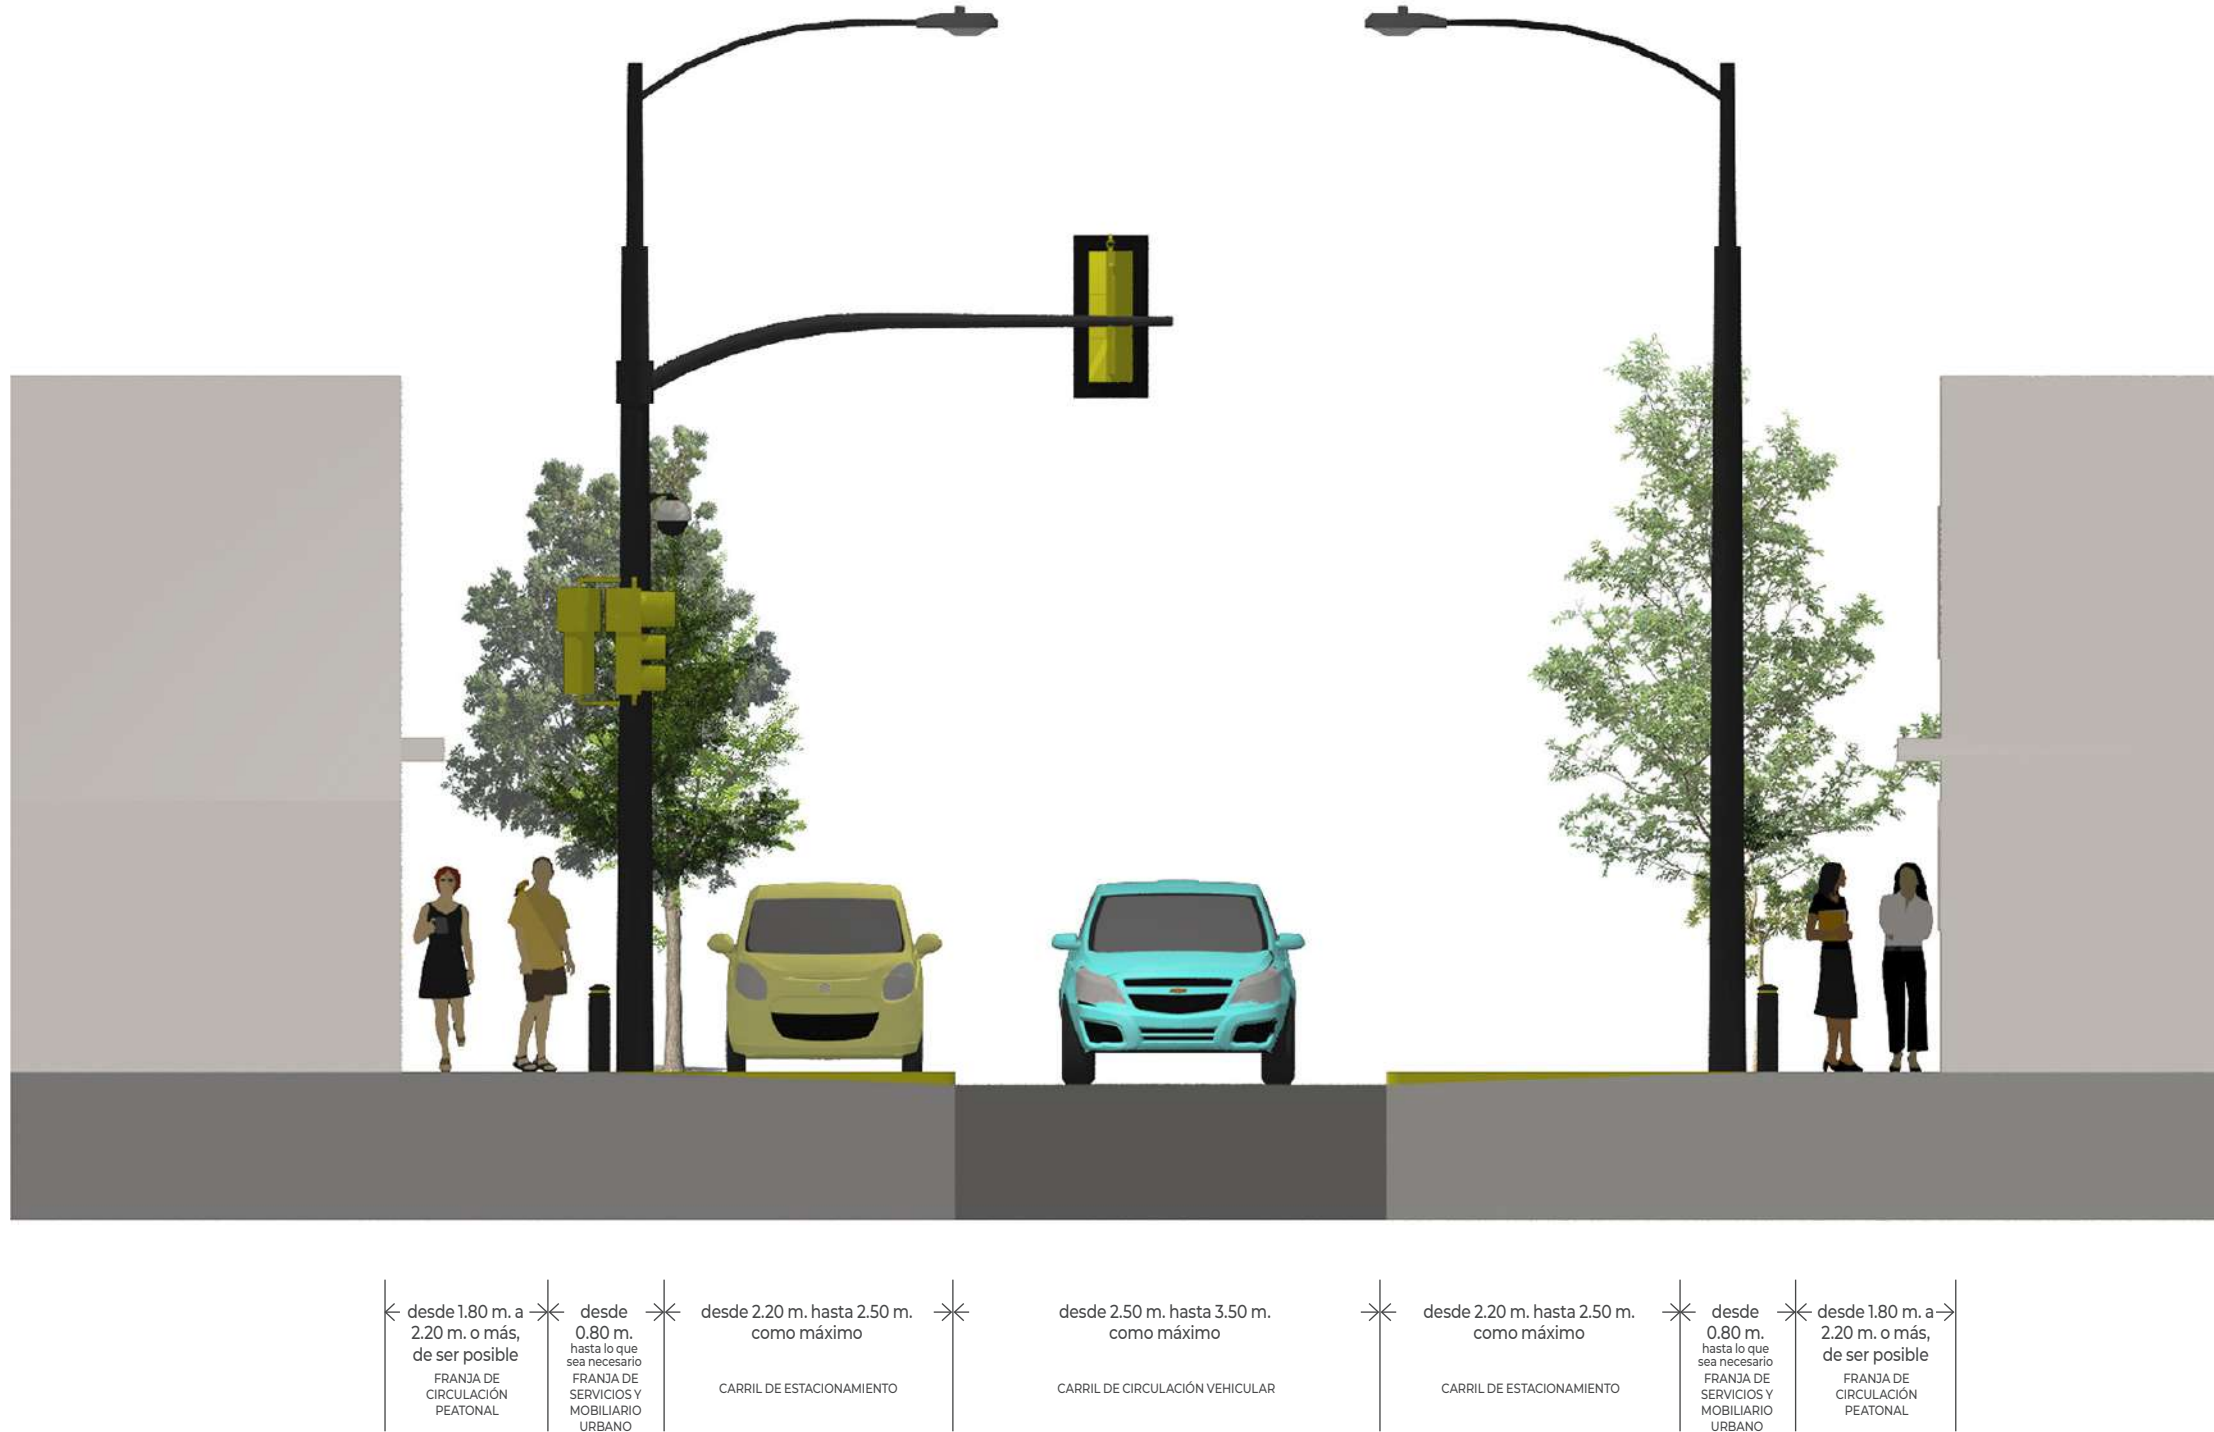 desde 1.80 m. a
2.20 m. o más,
de ser posible
FRANJA DE
CIRCULACIÓN
PEATONAL
desde
0.80 m.
hasta lo que
sea necesario
FRANJA DE
SERVICIOS Y
MOBILIARIO
URBANO
desde 2.20 m. hasta 2.50 m.
como máximo
CARRIL DE ESTACIONAMIENTO
desde 2.50 m. hasta 3.50 m.
como máximo
CARRIL DE CIRCULACIÓN VEHICULAR
desde 2.20 m. hasta 2.50 m.
como máximo
CARRIL DE ESTACIONAMIENTO
desde
0.80 m.
hasta lo que
sea necesario
FRANJA DE
SERVICIOS Y
MOBILIARIO
URBANO
desde 1.80 m. a
2.20 m. o más,
de ser posible
FRANJA DE
CIRCULACIÓN
PEATONAL